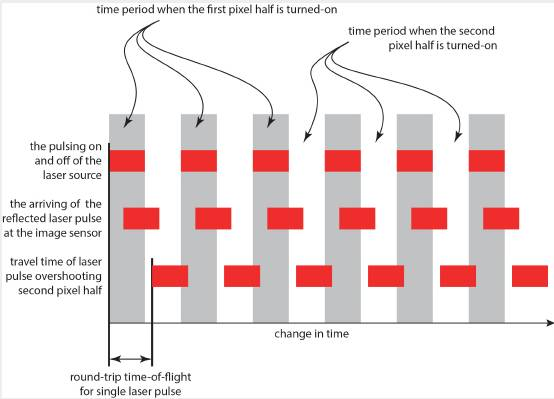 time period when the first pixel half is turned-on
time period when the second
pixel half is turned-on
the pulsing on
and off of the
laser source
the arriving of the
reflected laser pulse
at the image sensor
travel time of laser
pulse overshooting
second pixel half
change in time
round-trip time-of-flight
for single laser pulse